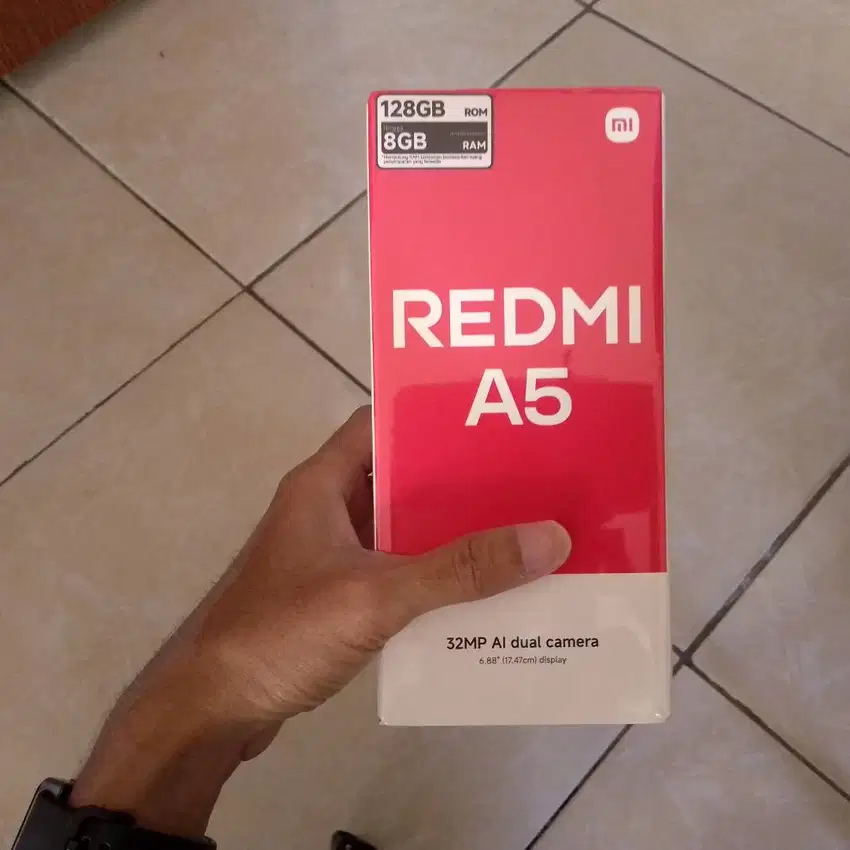 128GB ROM
8GB RAM
mi
REDMI
A5
32MP AI dual camera
6.88" (17.47cm) display